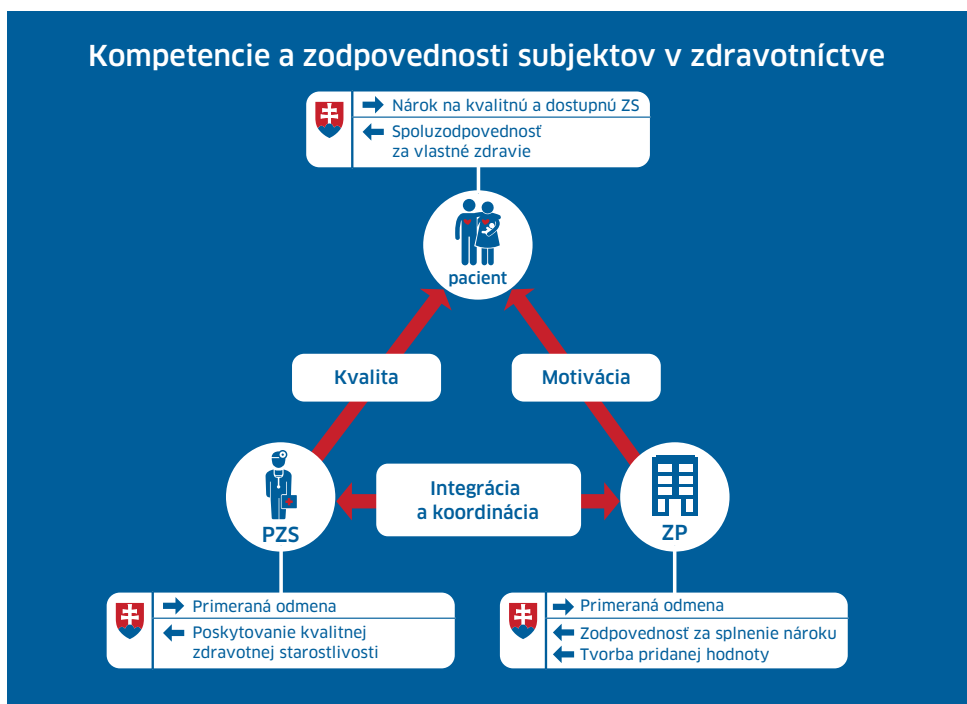 Kompetencie a zodpovednosti subjektov v zdravotníctve
Nárok na kvalitnú a dostupnú ZS
Spoluzodpovednosť
za vlastné zdravie
pacient
Kvalita
Motivácia
Integrácia
a koordinácia
PZS
ZP
Primeraná odmena
Poskytovanie kvalitnej
zdravotnej starostlivosti
Primeraná odmena
Zodpovednosť za splnenie nároku
Tvorba pridanej hodnoty